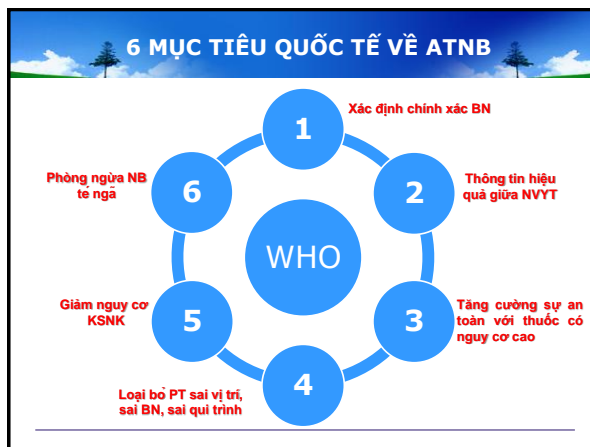 6 MỤC TIÊU QUỐC TẾ VỀ ATNB
1
Xác định chính xác BN
2
Thông tin hiệu
quả giữa NVYT
3
Tăng cường sự an
toàn với thuốc có
nguy cơ cao
4
Loại bỏ PT sai vị trí,
sai BN, sai qui trình
5
Giảm nguy cơ
KSNK
6
Phòng ngừa NB
té ngã
WHO